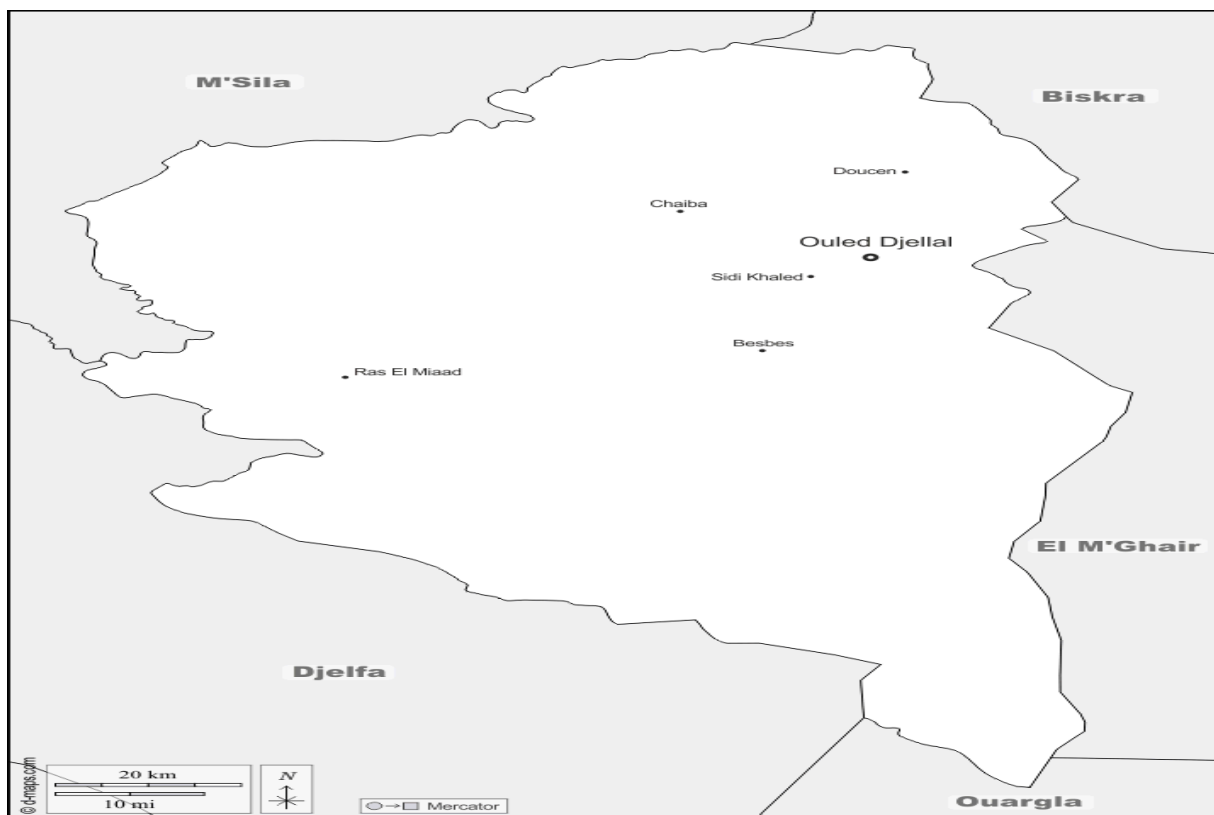 M'Sila
Biskra
Doucen
Chaiba
Ouled Djellal
Sidi Khaled
Besbes
Ras El Miaad
El M'Ghair
Djelfa
20 km
10 mi
N
Mercator
Ouargla
© d-maps.com